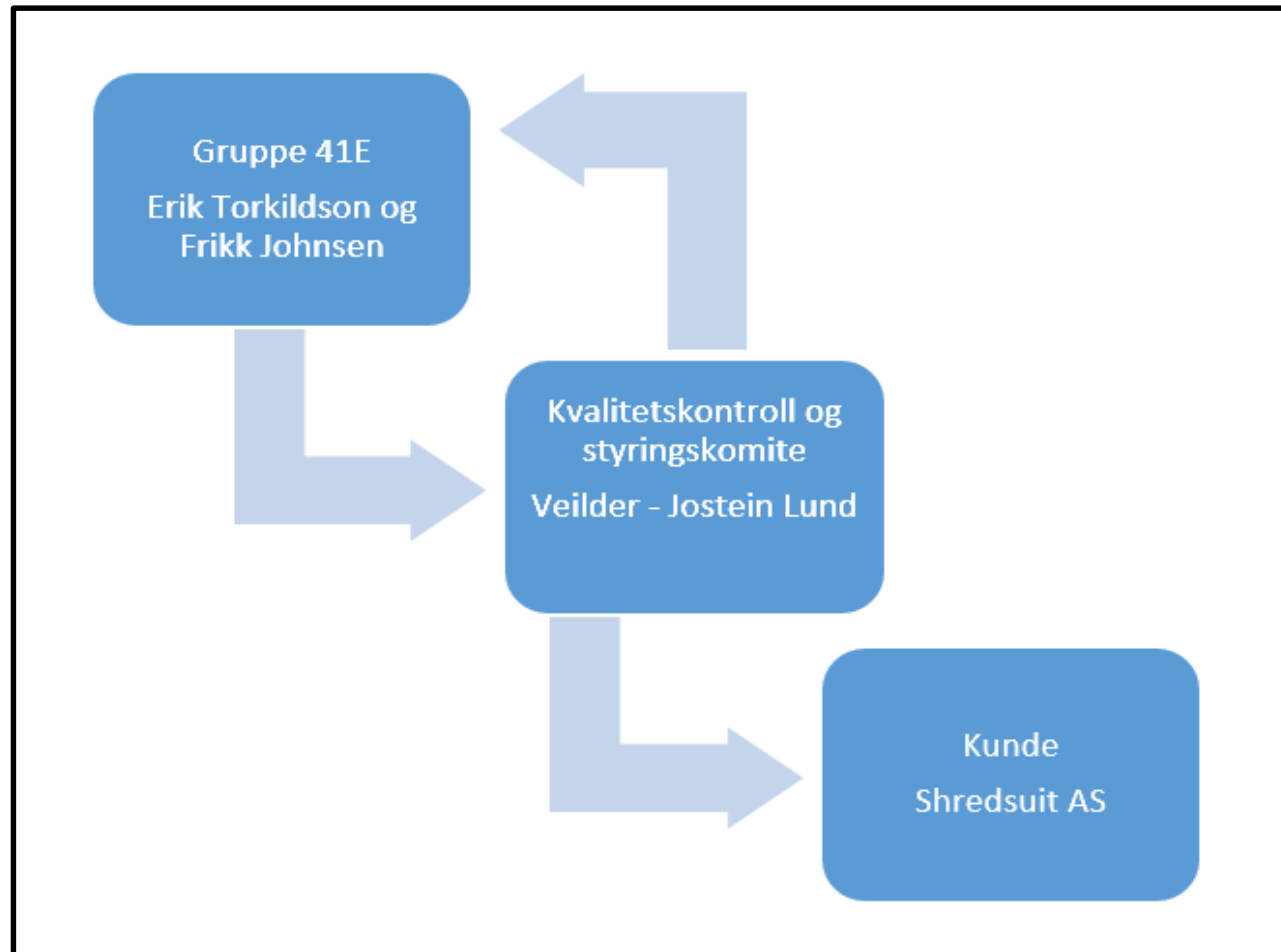 Gruppe 41E
Erik Torkildson og
Frikk Johnsen
Kvalitetskontroll og
styringskomite
Veilder - Jostein Lund
Kunde
Shredsuit AS